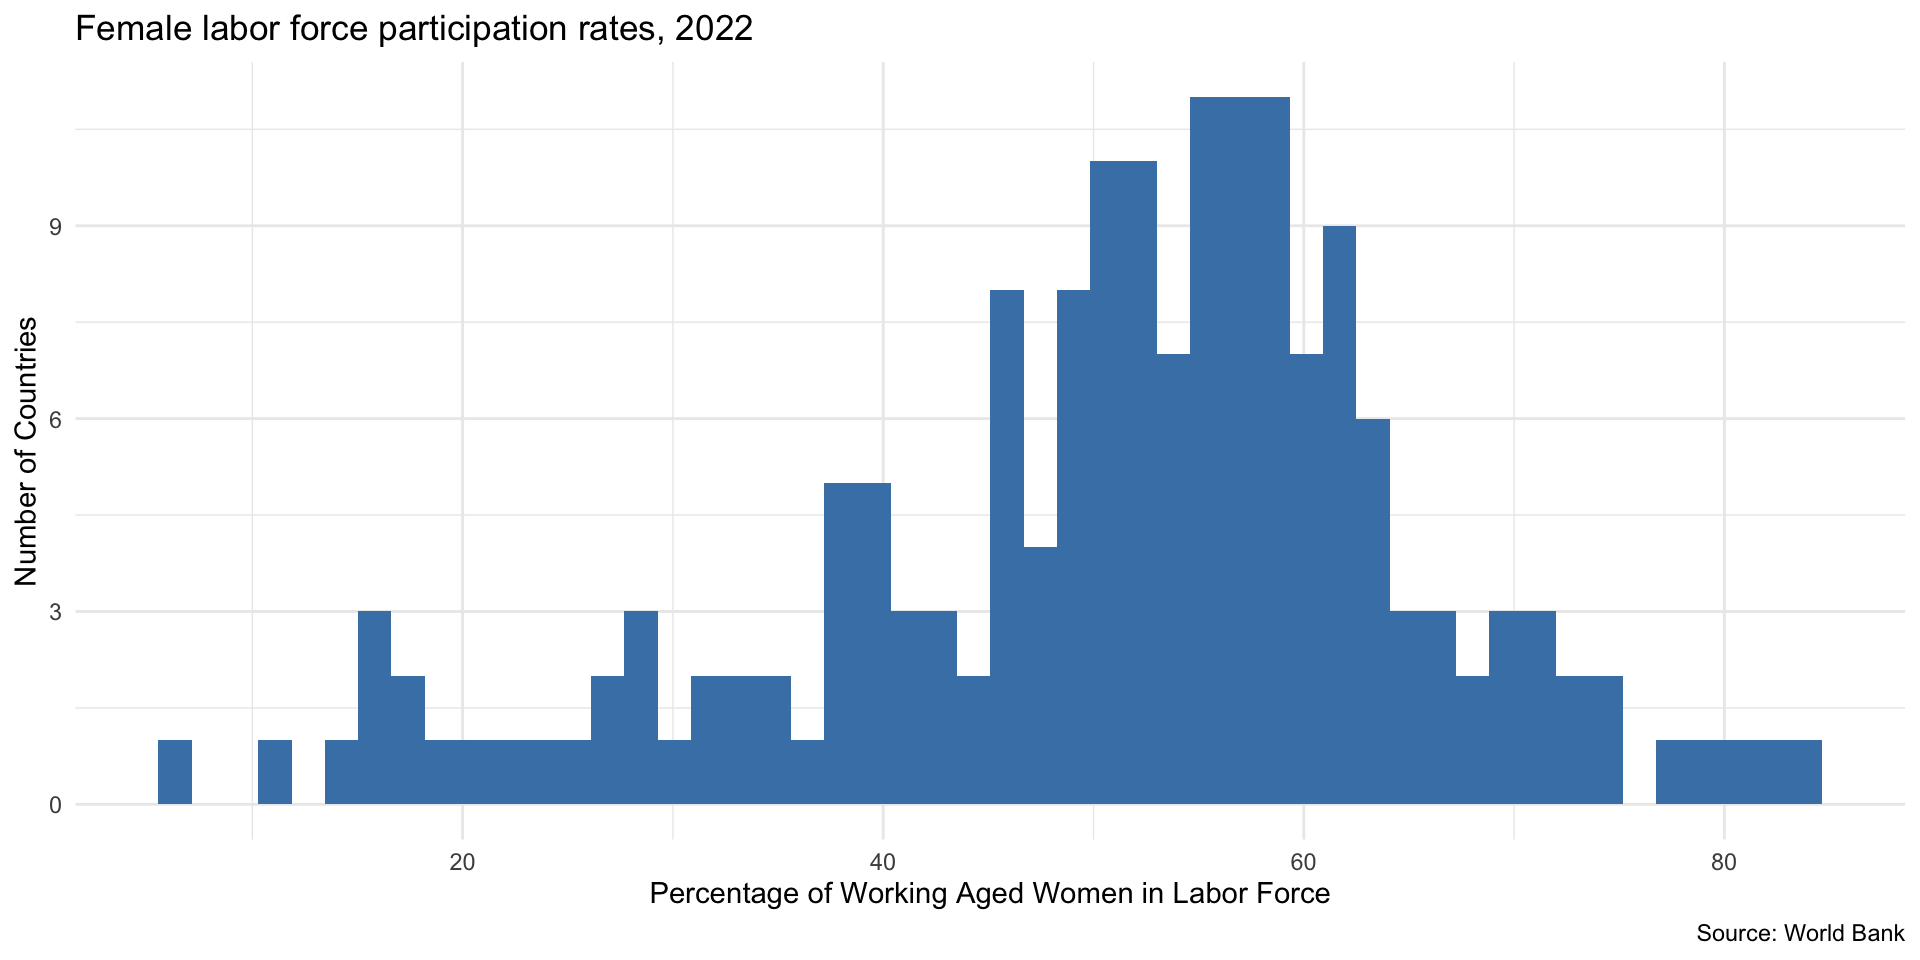 Female labor force participation rates, 2022
Number of Countries
9
6
3
0
20 40 60 80
Percentage of Working Aged Women in Labor Force
Source: World Bank